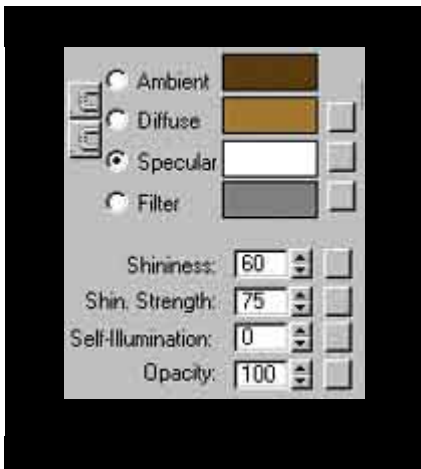 Ambient
Diffuse
Specular
Filter
Shininess: 60
Shin. Strength: 75
Self-Illumination: 0
Opacity: 100